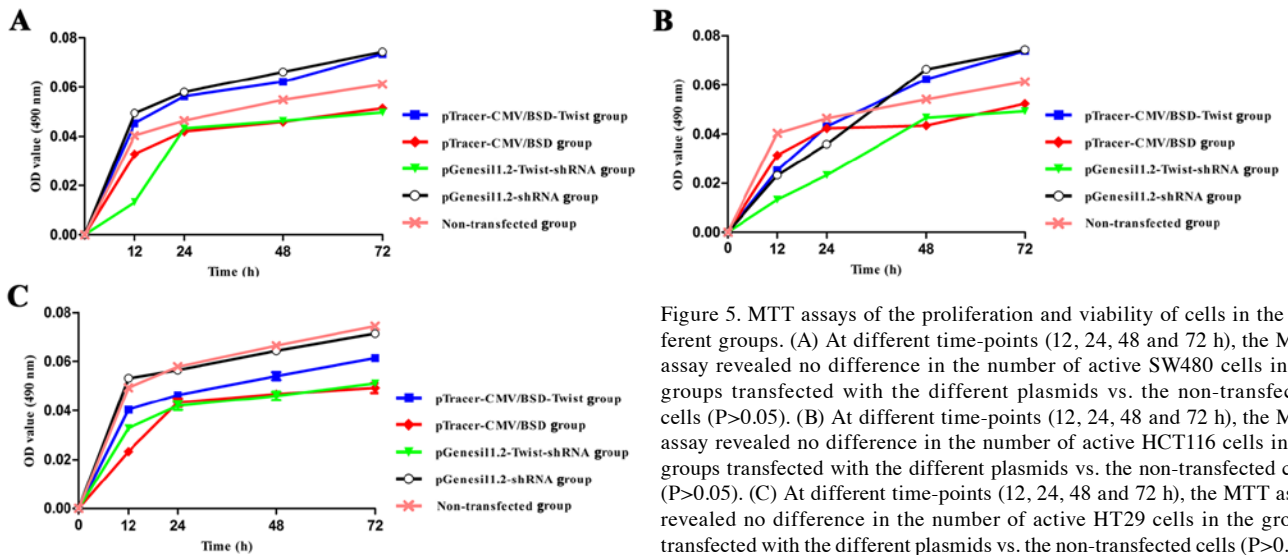 A
OD value (490 nm)
0.08
0.06
0.04
0.02
0.00
12
24
48
72
Time (h)
pTracer-CMV/BSD-Twist group
pTracer-CMV/BSD group
pGenesil1.2-Twist-shRNA group
pGenesil1.2-shRNA group
Non-transfected group
B
OD value (490 nm)
0.08
0.06
0.04
0.02
0.00
0
12
24
48
72
Time (h)
pTracer-CMV/BSD-Twist group
pTracer-CMV/BSD group
pGenesil1.2-Twist-shRNA group
pGenesil1.2-shRNA group
Non-transfected group
C
OD value (490 nm)
0.08
0.06
0.04
0.02
0.00
0
12
24
48
72
Time (h)
pTracer-CMV/BSD-Twist group
pTracer-CMV/BSD group
pGenesil1.2-Twist-shRNA group
pGenesil1.2-shRNA group
Non-transfected group
Figure 5. MTT assays of the proliferation and viability of cells in the
ferent groups. (A) At different time-points (12, 24, 48 and 72 h), the M
assay revealed no difference in the number of active SW480 cells in
groups transfected with the different plasmids vs. the non-transfec
cells (P>0.05). (B) At different time-points (12, 24, 48 and 72 h), the M
assay revealed no difference in the number of active HCT116 cells in
groups transfected with the different plasmids vs. the non-transfected c
(P>0.05). (C) At different time-points (12, 24, 48 and 72 h), the MTT as
revealed no difference in the number of active HT29 cells in the gro
transfected with the different plasmids vs. the non-transfected cells (P>0.